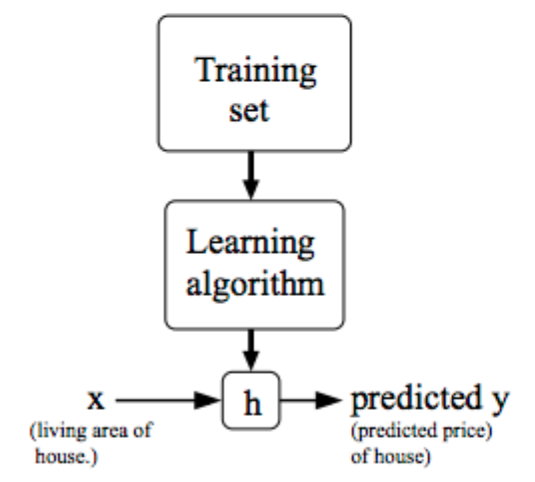 Training
set
Learning
algorithm
x
h
predicted y
(living area of
house.)
(predicted price)
of house)